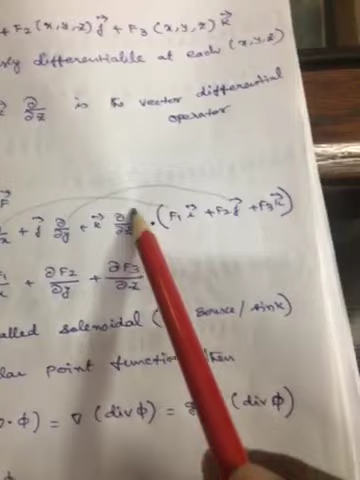 + F₂(x,y,z) j⃗ + F₃(x,y,z) k⃗
differentiable at each (x,y,z)
∂/∂z is the vector differential
operator
F⃗
+ j⃗ ∂/∂y + k⃗ ∂/∂z · (F₁ i⃗ + F₂ j⃗ + F₃ k⃗)
+ ∂F₂/∂y + ∂F₃/∂z
called solenoidal ( source/sink)
point function then
∇·φ) = ∇ (div φ) = (div φ)